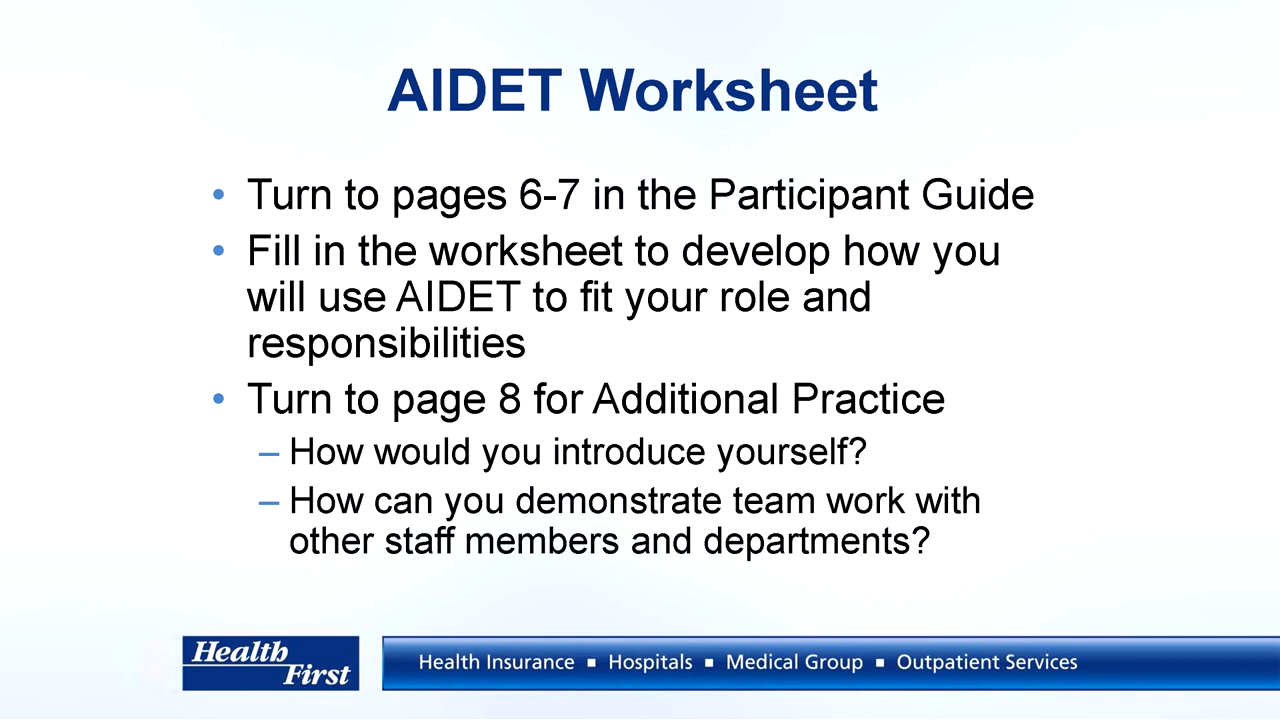 AIDET Worksheet
• Turn to pages 6-7 in the Participant Guide
• Fill in the worksheet to develop how you
will use AIDET to fit your role and
responsibilities
• Turn to page 8 for Additional Practice
– How would you introduce yourself?
– How can you demonstrate team work with
other staff members and departments?
Health
First
Health Insurance ▪ Hospitals ▪ Medical Group ▪ Outpatient Services